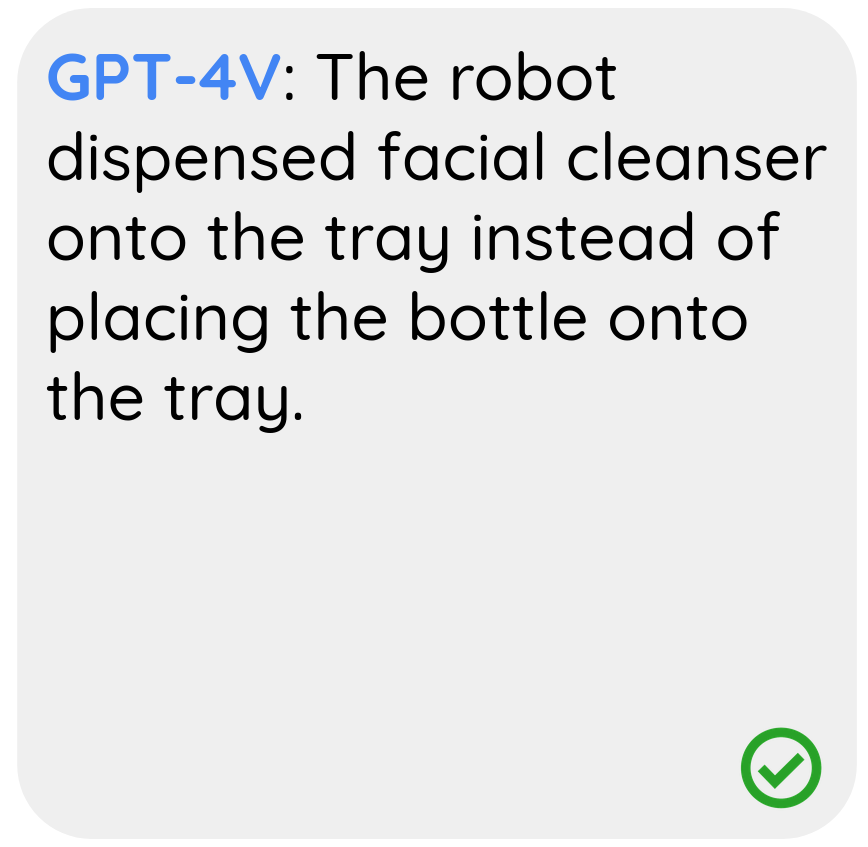 GPT-4V: The robot
dispensed facial cleanser
onto the tray instead of
placing the bottle onto
the tray.